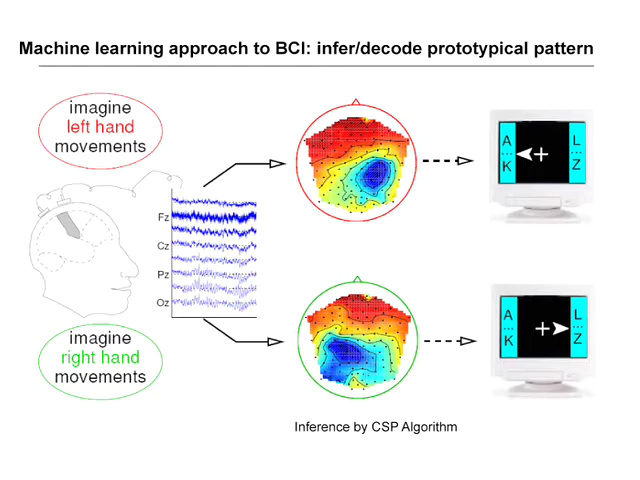 Machine learning approach to BCI: infer/decode prototypical pattern
imagine
left hand
movements
Fz
Cz
Pz
Oz
imagine
right hand
movements
A
...
K
L
...
Z
A
...
K
L
...
Z
Inference by CSP Algorithm